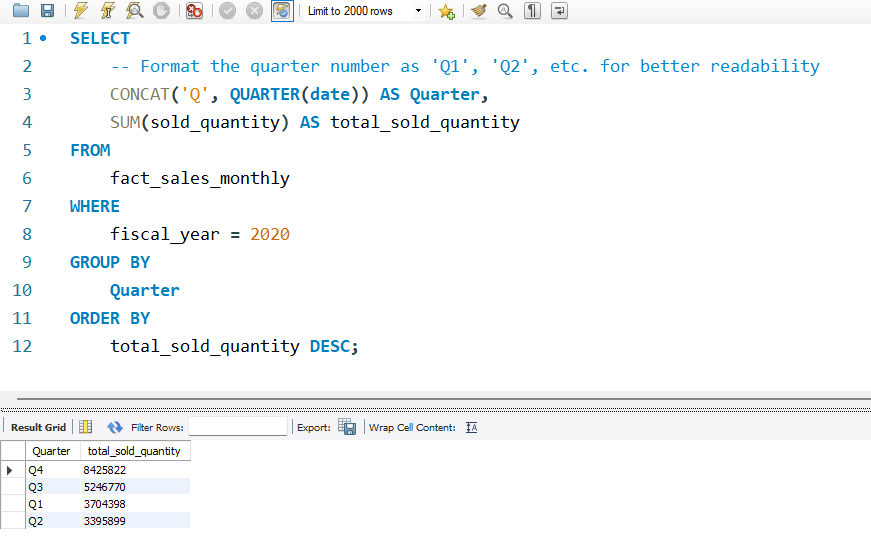 Limit to 2000 rows
1 SELECT
2 -- Format the quarter number as 'Q1', 'Q2', etc. for better readability
3 CONCAT('Q', QUARTER(date)) AS Quarter,
4 SUM(sold_quantity) AS total_sold_quantity
5 FROM
6 fact_sales_monthly
7 WHERE
8 fiscal_year = 2020
9 GROUP BY
10 Quarter
11 ORDER BY
12 total_sold_quantity DESC;
Result Grid Filter Rows: Export: Wrap Cell Content:
Quarter total_sold_quantity
Q4 8425822
Q3 5246770
Q1 3704398
Q2 3395899